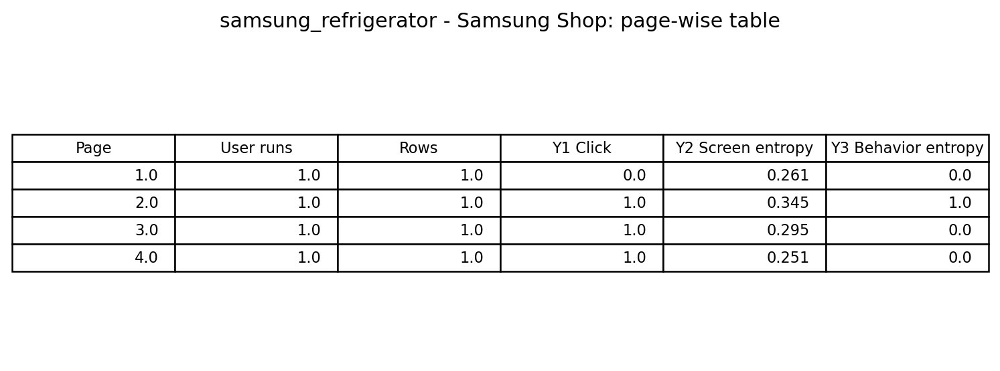 samsung_refrigerator - Samsung Shop: page-wise table
Page User runs Rows Y1 Click Y2 Screen entropy Y3 Behavior entropy
1.0 1.0 1.0 0.0 0.261 0.0
2.0 1.0 1.0 1.0 0.345 1.0
3.0 1.0 1.0 1.0 0.295 0.0
4.0 1.0 1.0 1.0 0.251 0.0